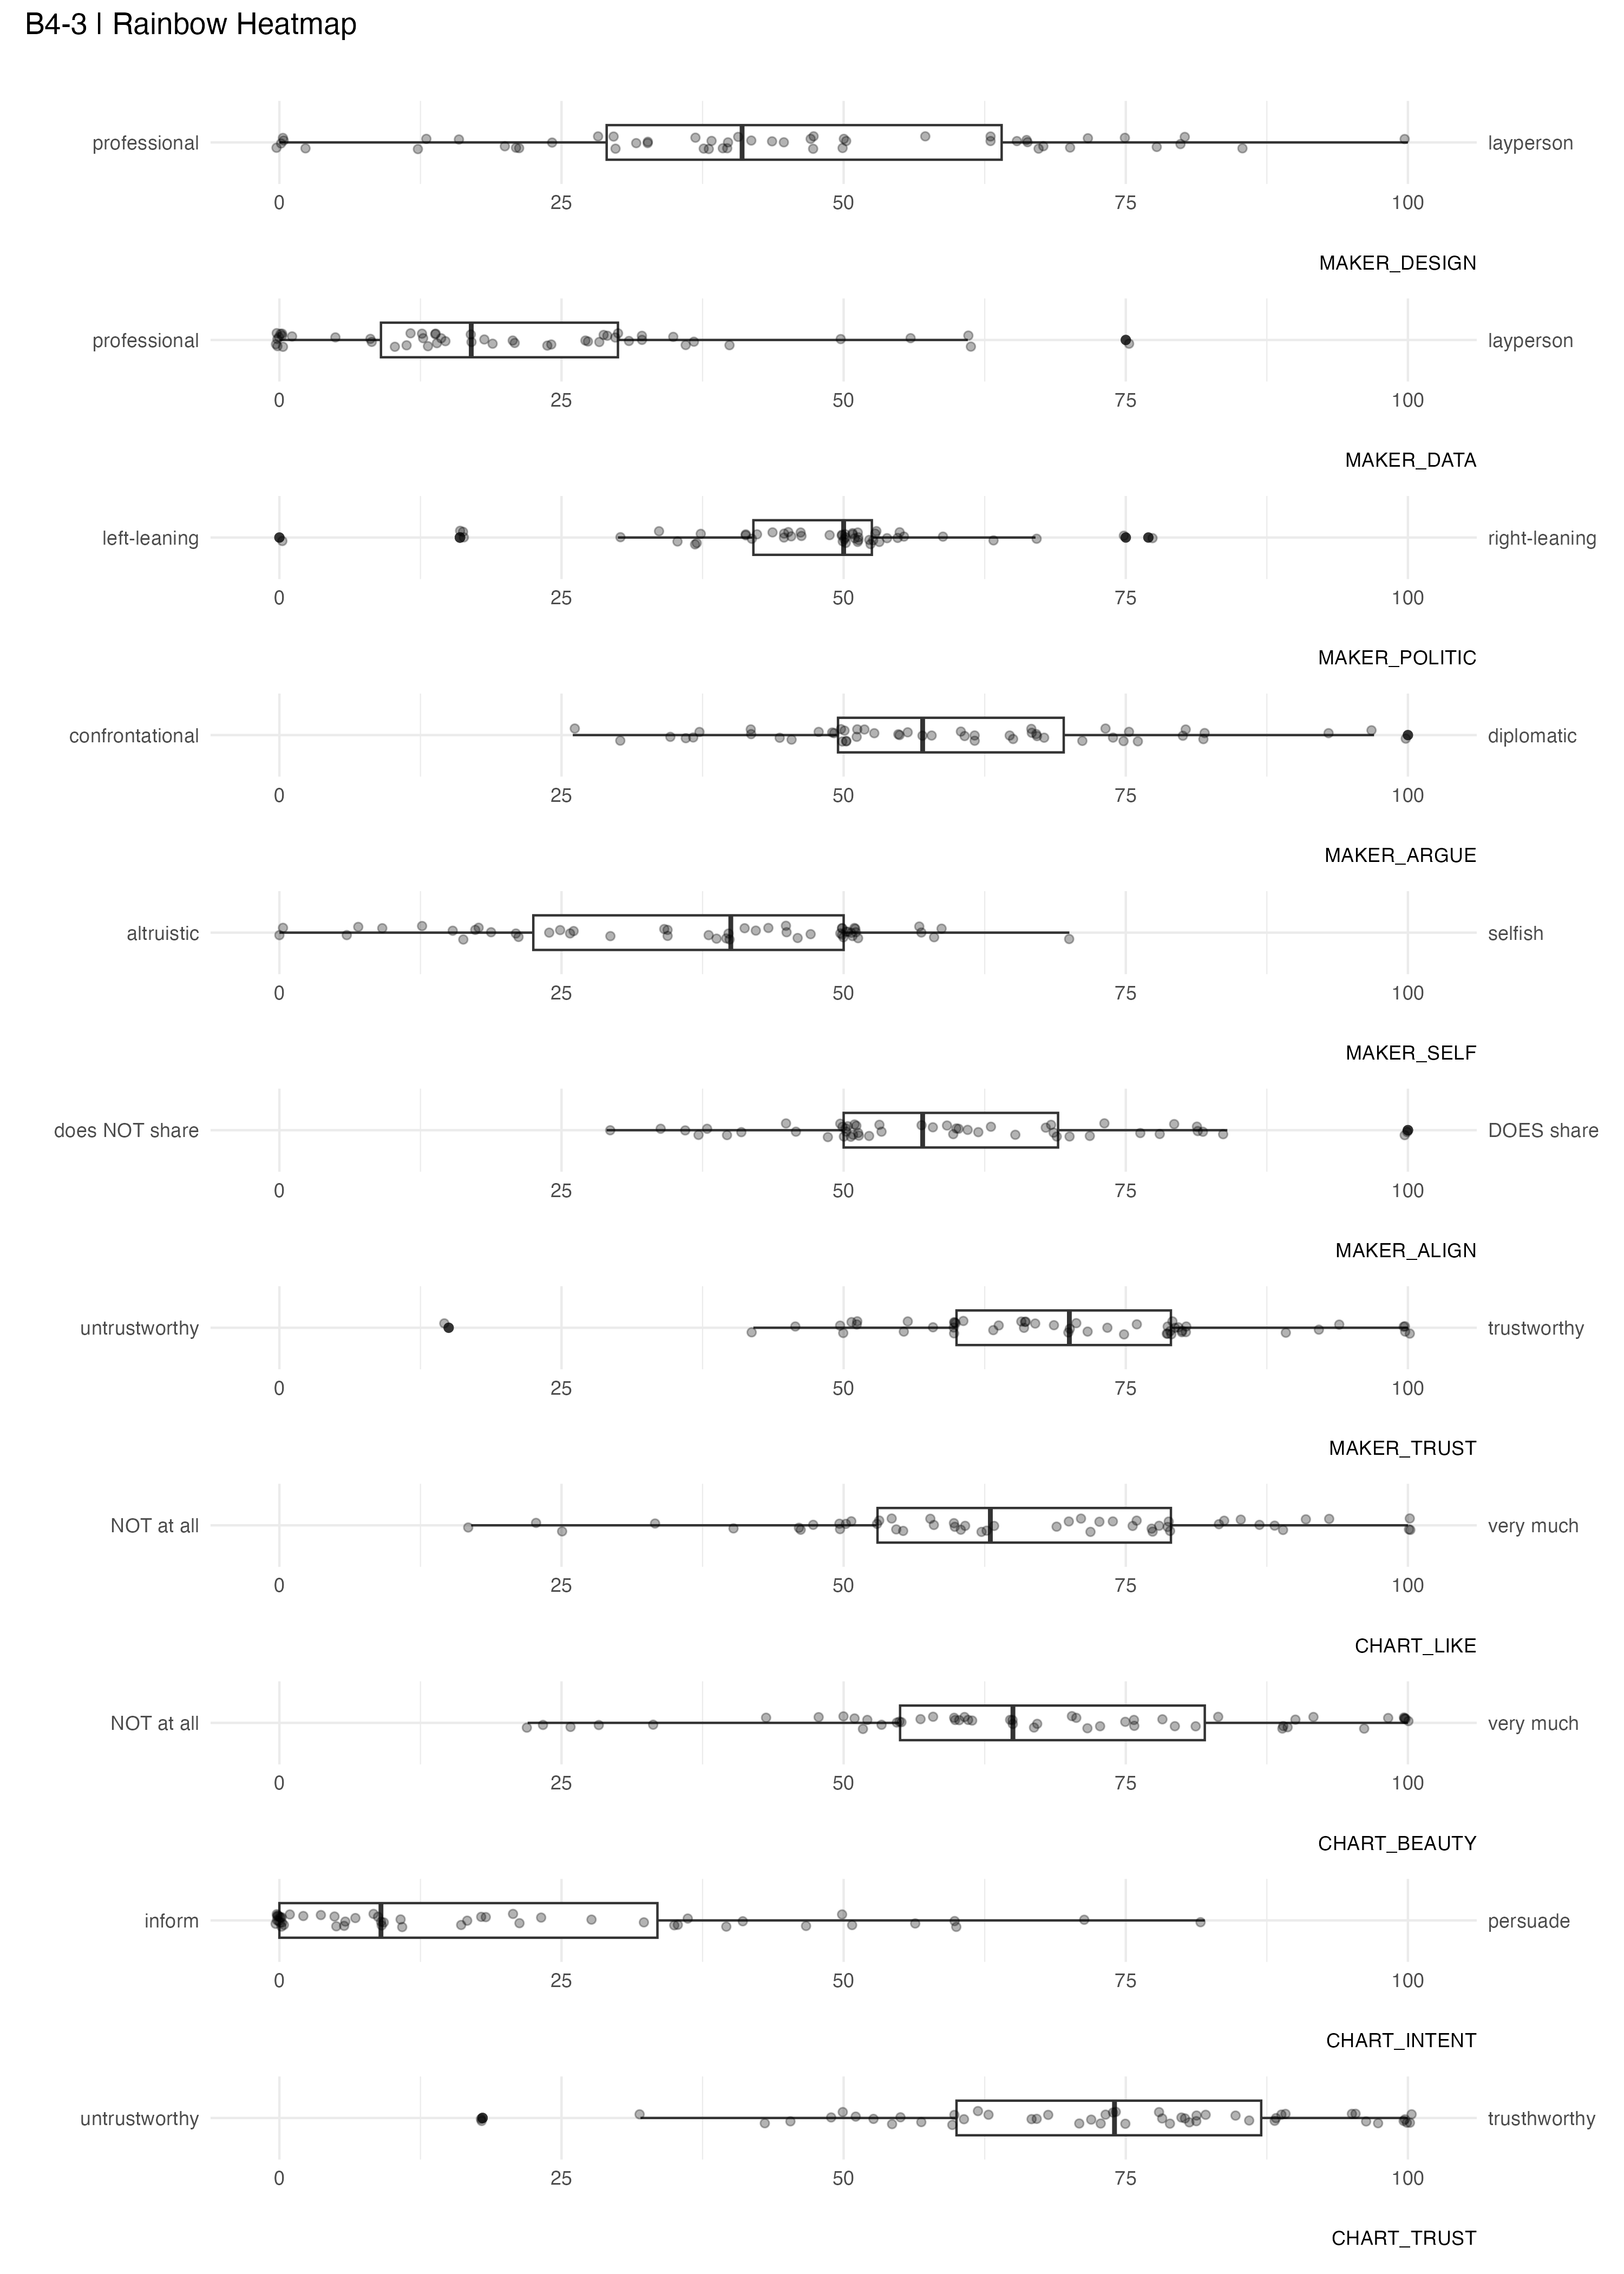 B4-3 | Rainbow Heatmap
professional layperson
0 25 50 75 100
MAKER_DESIGN
professional layperson
0 25 50 75 100
MAKER_DATA
left-leaning right-leaning
0 25 50 75 100
MAKER_POLITIC
confrontational diplomatic
0 25 50 75 100
MAKER_ARGUE
altruistic selfish
0 25 50 75 100
MAKER_SELF
does NOT share DOES share
0 25 50 75 100
MAKER_ALIGN
untrustworthy trustworthy
0 25 50 75 100
MAKER_TRUST
NOT at all very much
0 25 50 75 100
CHART_LIKE
NOT at all very much
0 25 50 75 100
CHART_BEAUTY
inform persuade
0 25 50 75 100
CHART_INTENT
untrustworthy trusthworthy
0 25 50 75 100
CHART_TRUST